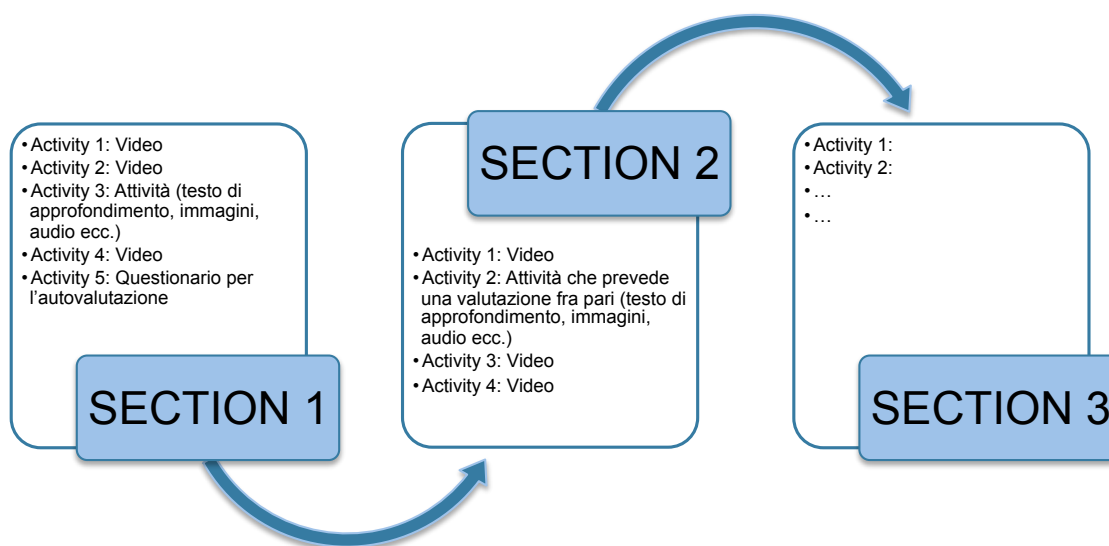 •Activity 1: Video
•Activity 2: Video
•Activity 3: Attività (testo di
approfondimento, immagini,
audio ecc.)
•Activity 4: Video
•Activity 5: Questionario per
l’autovalutazione
SECTION 1
SECTION 2
•Activity 1: Video
•Activity 2: Attività che prevede
una valutazione fra pari (testo di
approfondimento, immagini,
audio ecc.)
•Activity 3: Video
•Activity 4: Video
•Activity 1:
•Activity 2:
•…
•…
SECTION 3